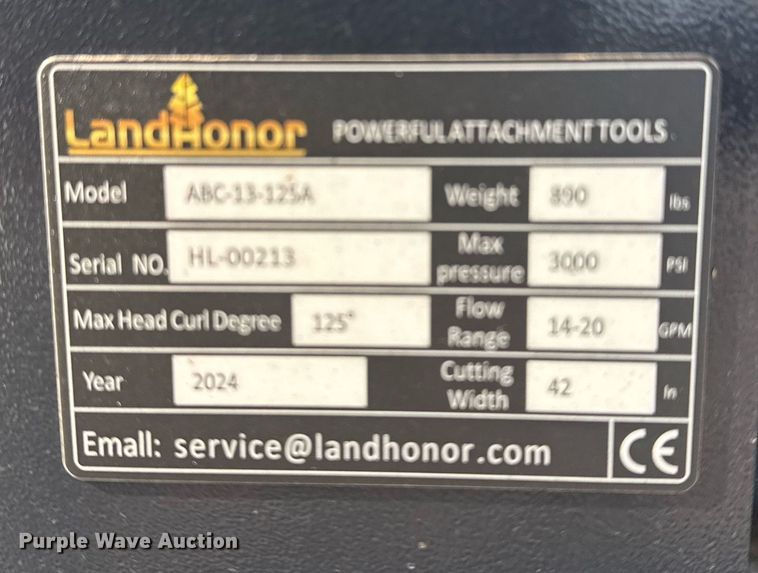 LandHonor POWERFUL ATTACHMENT TOOLS
Model ABC-13-125A Weight 890 lbs
Serial NO. HL-00213 Max pressure 3000 PSI
Max Head Curl Degree 125° Flow Range 14-20 GPM
Year 2024 Cutting Width 42 In
Email: service@landhonor.com CE
Purple Wave Auction